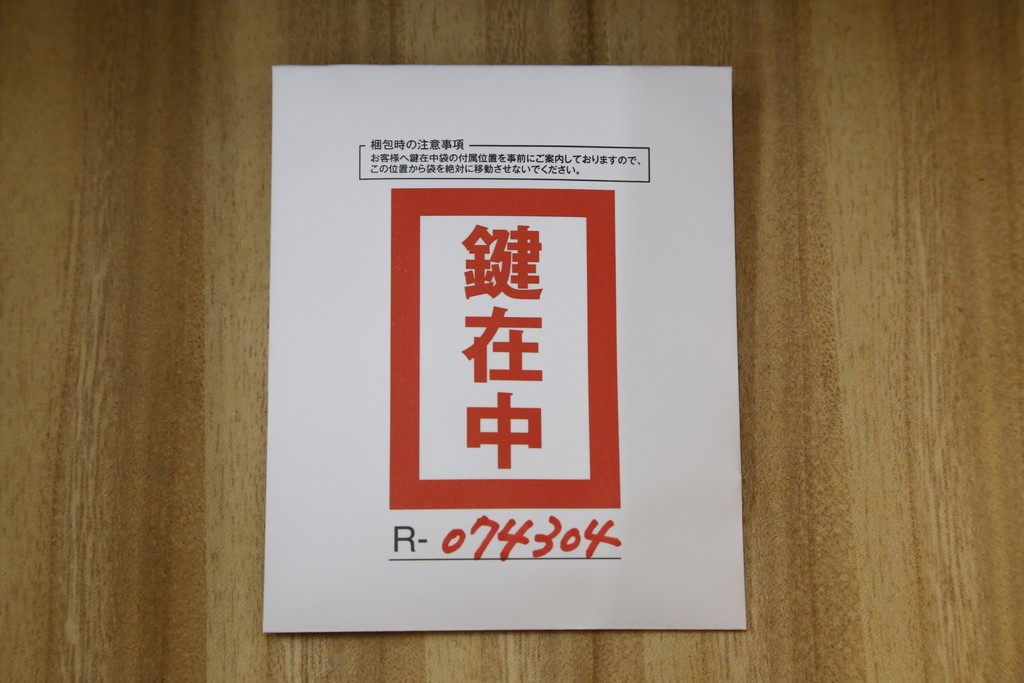 梱包時の注意事項
お客様へ鍵在中袋の付属位置を事前にご案内しておりますので、
この位置から袋を絶対に移動させないでください。
鍵在中
R- 074304